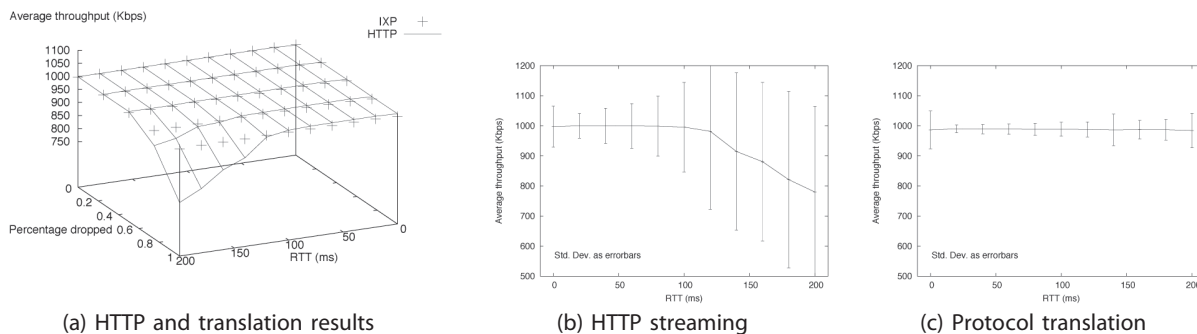 Average throughput (Kbps)
IXP
HTTP
1100
1050
1000
950
900
850
800
750
0
0.2
0.4
Percentage dropped 0.6
0.8
1
200
150
100
50
0
RTT (ms)
(a) HTTP and translation results
Average throughput (Kbps)
1200
1100
1000
900
800
700
600
500
Std. Dev. as errorbars
0 50 100 150 200
RTT (ms)
(b) HTTP streaming
Average throughput (Kbps)
1200
1100
1000
900
800
700
600
500
Std. Dev. as errorbars
0 50 100 150 200
RTT (ms)
(c) Protocol translation